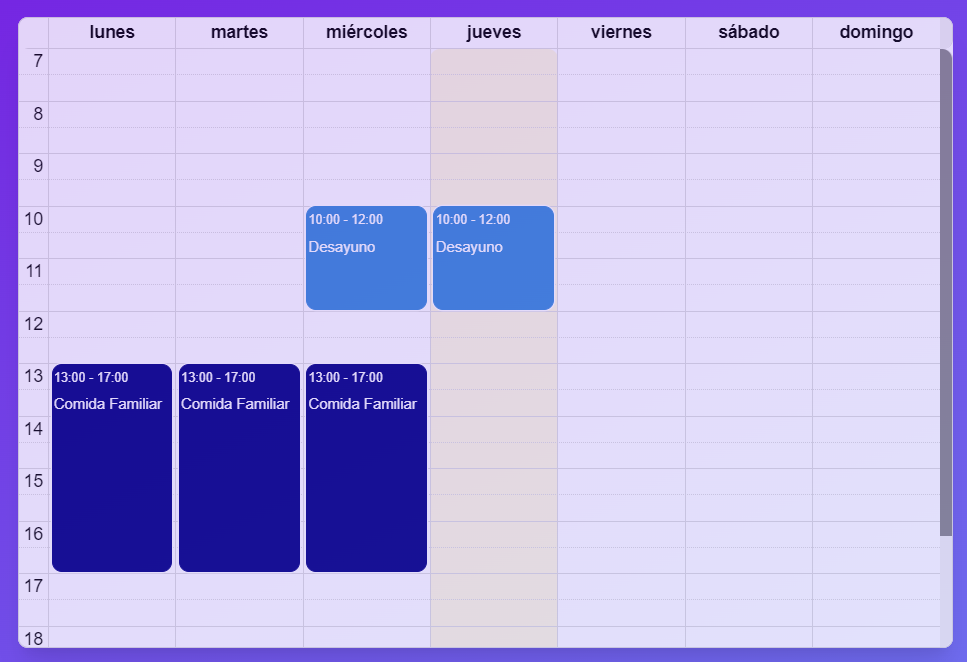 lunes martes miércoles jueves viernes sábado domingo
7
8
9
10
10:00 - 12:00 10:00 - 12:00
Desayuno Desayuno
11
12
13
13:00 - 17:00 13:00 - 17:00 13:00 - 17:00
Comida Familiar Comida Familiar Comida Familiar
14
15
16
17
18